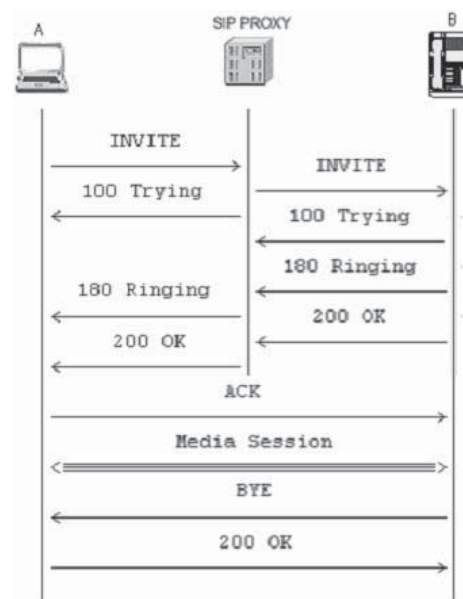 A
SIP PROXY
B
INVITE
INVITE
100 Trying
100 Trying
180 Ringing
180 Ringing
200 OK
200 OK
ACK
Media Session
BYE
200 OK